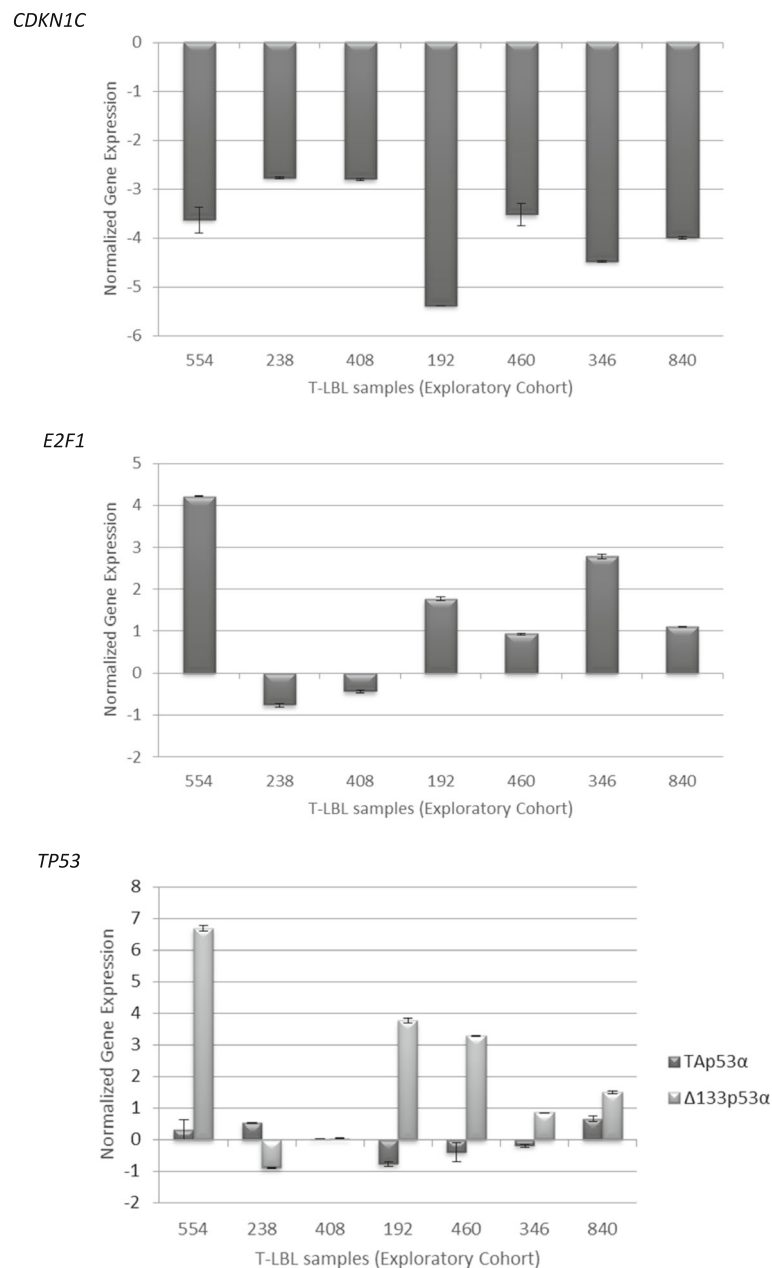 CDKN1C
0
-1
-2
-3
-4
-5
-6
Normalized Gene Expression
554 238 408 192 460 346 840
T-LBL samples (Exploratory Cohort)
E2F1
5
4
3
2
1
0
-1
-2
Normalized Gene Expression
554 238 408 192 460 346 840
T-LBL samples (Exploratory Cohort)
TP53
8
7
6
5
4
3
2
1
0
-1
-2
Normalized Gene Expression
554 238 408 192 460 346 840
T-LBL samples (Exploratory Cohort)
TAp53α
Δ133p53α